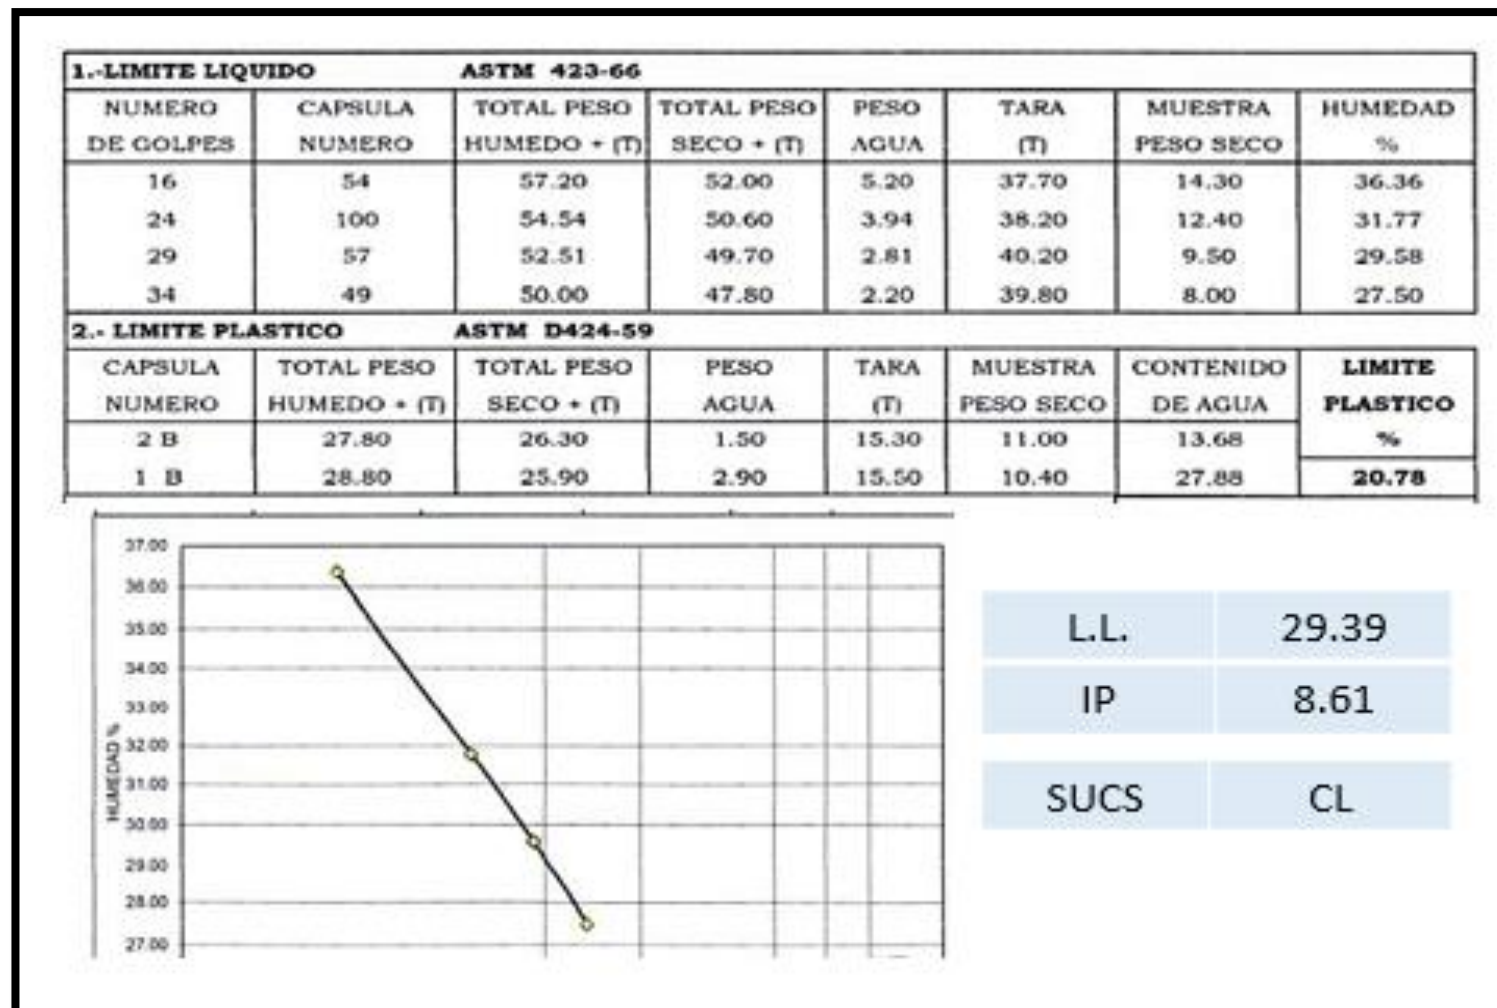 1.-LIMITE LIQUIDO ASTM 423-66
NUMERO CAPSULA TOTAL PESO TOTAL PESO PESO TARA MUESTRA HUMEDAD
DE GOLPES NUMERO HUMEDO + (T) SECO + (T) AGUA (T) PESO SECO %
16 54 57.20 52.00 5.20 37.70 14.30 36.36
24 100 54.54 50.60 3.94 38.20 12.40 31.77
29 57 52.51 49.70 2.81 40.20 9.50 29.58
34 49 50.00 47.80 2.20 39.80 8.00 27.50
2.- LIMITE PLASTICO ASTM D424-59
CAPSULA TOTAL PESO TOTAL PESO PESO TARA MUESTRA CONTENIDO LIMITE
NUMERO HUMEDO + (T) SECO + (T) AGUA (T) PESO SECO DE AGUA PLASTICO
2 B 27.80 26.30 1.50 15.30 11.00 13.68 %
1 B 28.80 25.90 2.90 15.50 10.40 27.88 20.78
37.00
36.00
35.00
34.00
33.00
32.00
31.00
30.00
29.00
28.00
27.00
HUMEDAD %
L.L. 29.39
IP 8.61
SUCS CL